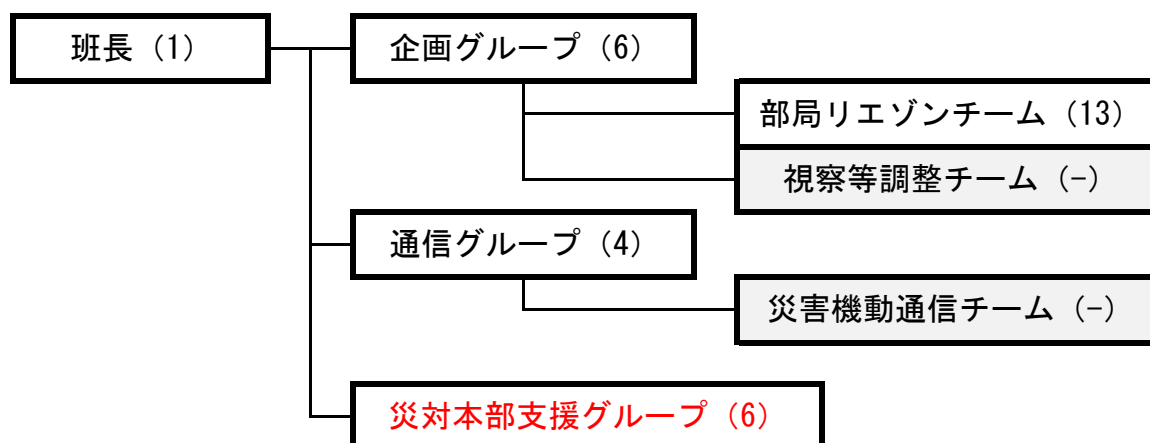 班長（1）
企画グループ（6）
部局リエゾンチーム（13）
視察等調整チーム（-）
通信グループ（4）
災害機動通信チーム（-）
災対本部支援グループ（6）